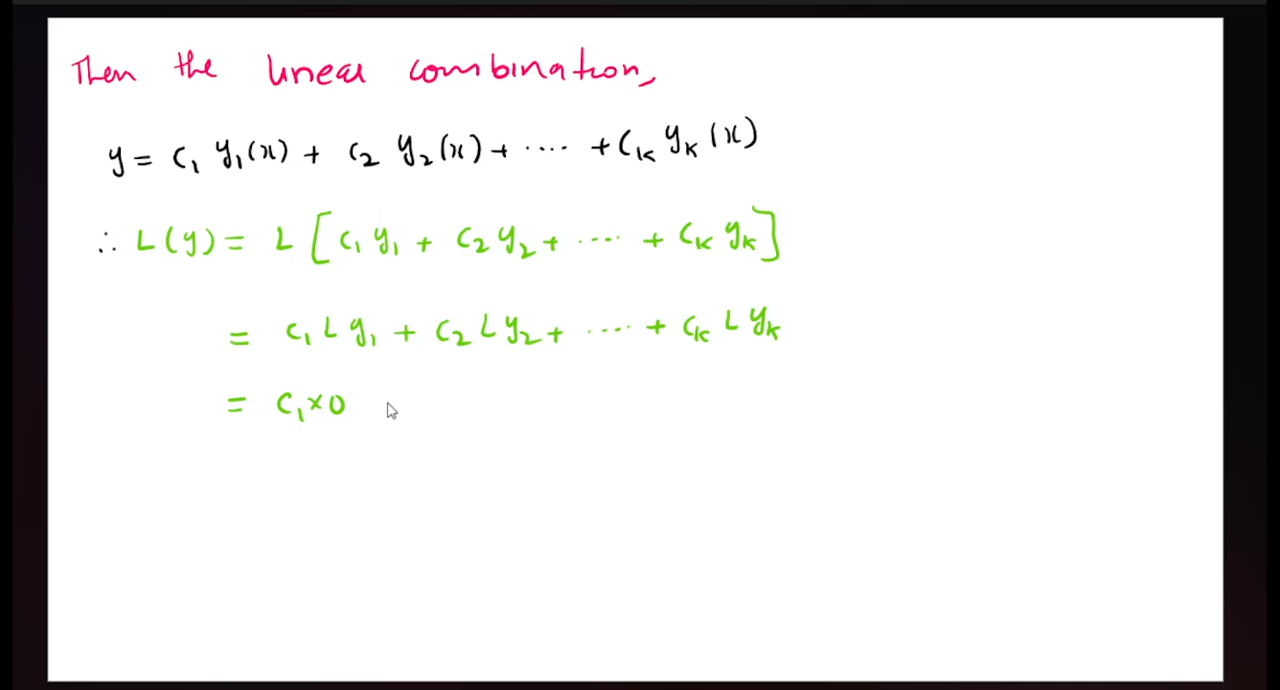 Then the linear combination,
y = c₁ y₁(x) + c₂ y₂(x) + .... + cₖ yₖ(x)
∴ L(y) = L [c₁ y₁ + c₂ y₂ + .... + cₖ yₖ]
= c₁ L y₁ + c₂ L y₂ + .... + cₖ L yₖ
= c₁ × 0